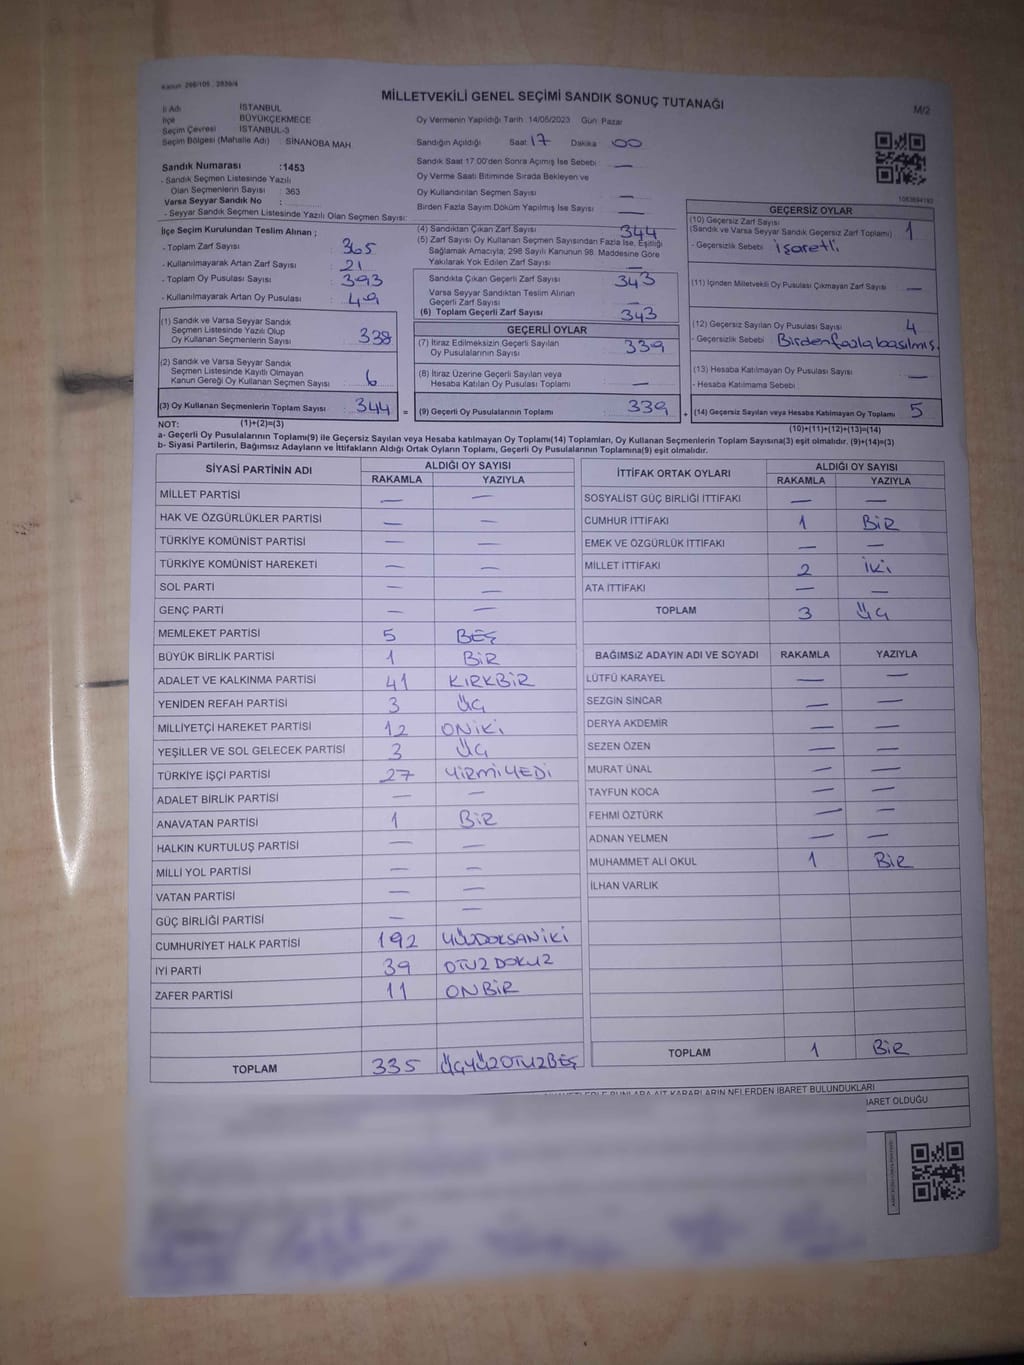 Kanun: 298/105 , 2839/4
MİLLETVEKİLİ GENEL SEÇİMİ SANDIK SONUÇ TUTANAĞI
M/2
İl Adı İSTANBUL
İlçe BÜYÜKÇEKMECE
Seçim Çevresi İSTANBUL-3
Seçim Bölgesi (Mahalle Adı) SİNANOBA MAH.
Oy Vermenin Yapıldığı Tarih 14/05/2023 Gün: Pazar
Sandığın Açıldığı Saat 17 Dakika 00
Sandık Saat 17:00'den Sonra Açımış İse Sebebi —
Oy Verme Saati Bitiminde Sırada Bekleyen ve
Oy Kullandırılan Seçmen Sayısı —
Birden Fazla Sayım Döküm Yapılmış İse Sayısı —
Sandık Numarası :1453
- Sandık Seçmen Listesinde Yazılı
Olan Seçmenlerin Sayısı : 363
Varsa Seyyar Sandık No :
- Seyyar Sandık Seçmen Listesinde Yazılı Olan Seçmen Sayısı:
İlçe Seçim Kurulundan Teslim Alınan ;
- Toplam Zarf Sayısı : 365
- Kullanılmayarak Artan Zarf Sayısı : 21
- Toplam Oy Pusulası Sayısı : 393
- Kullanılmayarak Artan Oy Pusulası : 49
(1) Sandık ve Varsa Seyyar Sandık
Seçmen Listesinde Yazılı Olup
Oy Kullanan Seçmenlerin Sayısı 338
(2) Sandık ve Varsa Seyyar Sandık
Seçmen Listesinde Kayıtlı Olmayan
Kanun Gereği Oy Kullanan Seçmen Sayısı 6
(3) Oy Kullanan Seçmenlerin Toplam Sayısı 344 =
(1)+(2)=(3)
(4) Sandıktan Çıkan Zarf Sayısı 344
(5) Zarf Sayısı Oy Kullanan Seçmen Sayısından Fazla İse, Eşitliği
Sağlamak Amacıyla, 298 Sayılı Kanunun 98. Maddesine Göre
Yakılarak Yok Edilen Zarf Sayısı —
Sandıkta Çıkan Geçerli Zarf Sayısı 343
Varsa Seyyar Sandıktan Teslim Alınan
Geçerli Zarf Sayısı —
(6) Toplam Geçerli Zarf Sayısı 343
GEÇERLİ OYLAR
(7) İtiraz Edilmeksizin Geçerli Sayılan
Oy Pusulalarının Sayısı 339
(8) İtiraz Üzerine Geçerli Sayılan veya
Hesaba Katılan Oy Pusulası Toplamı —
(9) Geçerli Oy Pusulalarının Toplamı 339 +
GEÇERSİZ OYLAR
(10) Geçersiz Zarf Sayısı
(Sandık ve Varsa Seyyar Sandık Geçersiz Zarf Toplamı) 1
- Geçersizlik Sebebi İşaretli
(11) İçinden Milletvekili Oy Pusulası Çıkmayan Zarf Sayısı —
(12) Geçersiz Sayılan Oy Pusulası Sayısı 4
- Geçersizlik Sebebi Birden fazla basılmış.
(13) Hesaba Katılmayan Oy Pusulası Sayısı —
- Hesaba Katılmama Sebebi
(14) Geçersiz Sayılan veya Hesaba Katılmayan Oy Toplamı 5
(10)+(11)+(12)+(13)=(14)
NOT:
a- Geçerli Oy Pusulalarının Toplamı(9) ile Geçersiz Sayılan veya Hesaba katılmayan Oy Toplamı(14) Toplamları, Oy Kullanan Seçmenlerin Toplam Sayısına(3) eşit olmalıdır. (9)+(14)=(3)
b- Siyasi Partilerin, Bağımsız Adayların ve İttifakların Aldığı Ortak Oyların Toplamı, Geçerli Oy Pusulalarının Toplamına(9) eşit olmalıdır.
SİYASİ PARTİNİN ADI ALDIĞI OY SAYISI
RAKAMLA YAZIYLA
MİLLET PARTİSİ — —
HAK VE ÖZGÜRLÜKLER PARTİSİ — —
TÜRKİYE KOMÜNİST PARTİSİ — —
TÜRKİYE KOMÜNİST HAREKETİ — —
SOL PARTİ — —
GENÇ PARTİ — —
MEMLEKET PARTİSİ 5 BEŞ
BÜYÜK BİRLİK PARTİSİ 1 BİR
ADALET VE KALKINMA PARTİSİ 41 KIRKBİR
YENİDEN REFAH PARTİSİ 3 ÜÇ
MİLLİYETÇİ HAREKET PARTİSİ 12 ONİKİ
YEŞİLLER VE SOL GELECEK PARTİSİ 3 ÜÇ
TÜRKİYE İŞÇİ PARTİSİ 27 YİRMİYEDİ
ADALET BİRLİK PARTİSİ — —
ANAVATAN PARTİSİ 1 BİR
HALKIN KURTULUŞ PARTİSİ — —
MİLLİ YOL PARTİSİ — —
VATAN PARTİSİ — —
GÜÇ BİRLİĞİ PARTİSİ — —
CUMHURİYET HALK PARTİSİ 192 YÜZDOKSANİKİ
İYİ PARTİ 39 OTUZ DOKUZ
ZAFER PARTİSİ 11 ONBİR
TOPLAM 335 ÜÇYÜZOTUZBEŞ
İTTİFAK ORTAK OYLARI ALDIĞI OY SAYISI
RAKAMLA YAZIYLA
SOSYALİST GÜÇ BİRLİĞİ İTTİFAKI — —
CUMHUR İTTİFAKI 1 BİR
EMEK VE ÖZGÜRLÜK İTTİFAKI — —
MİLLET İTTİFAKI 2 İKİ
ATA İTTİFAKI — —
TOPLAM 3 ÜÇ
BAĞIMSIZ ADAYIN ADI VE SOYADI RAKAMLA YAZIYLA
LÜTFÜ KARAYEL — —
SEZGİN SİNCAR — —
DERYA AKDEMİR — —
SEZEN ÖZEN — —
MURAT ÜNAL — —
TAYFUN KOCA — —
FEHMİ ÖZTÜRK — —
ADNAN YELMEN — —
MUHAMMET ALİ OKUL 1 BİR
İLHAN VARLIK
TOPLAM 1 BİR
BUNLARA AİT KARARLARIN NELERDEN İBARET BULUNDUKLARI
İBARET OLDUĞU